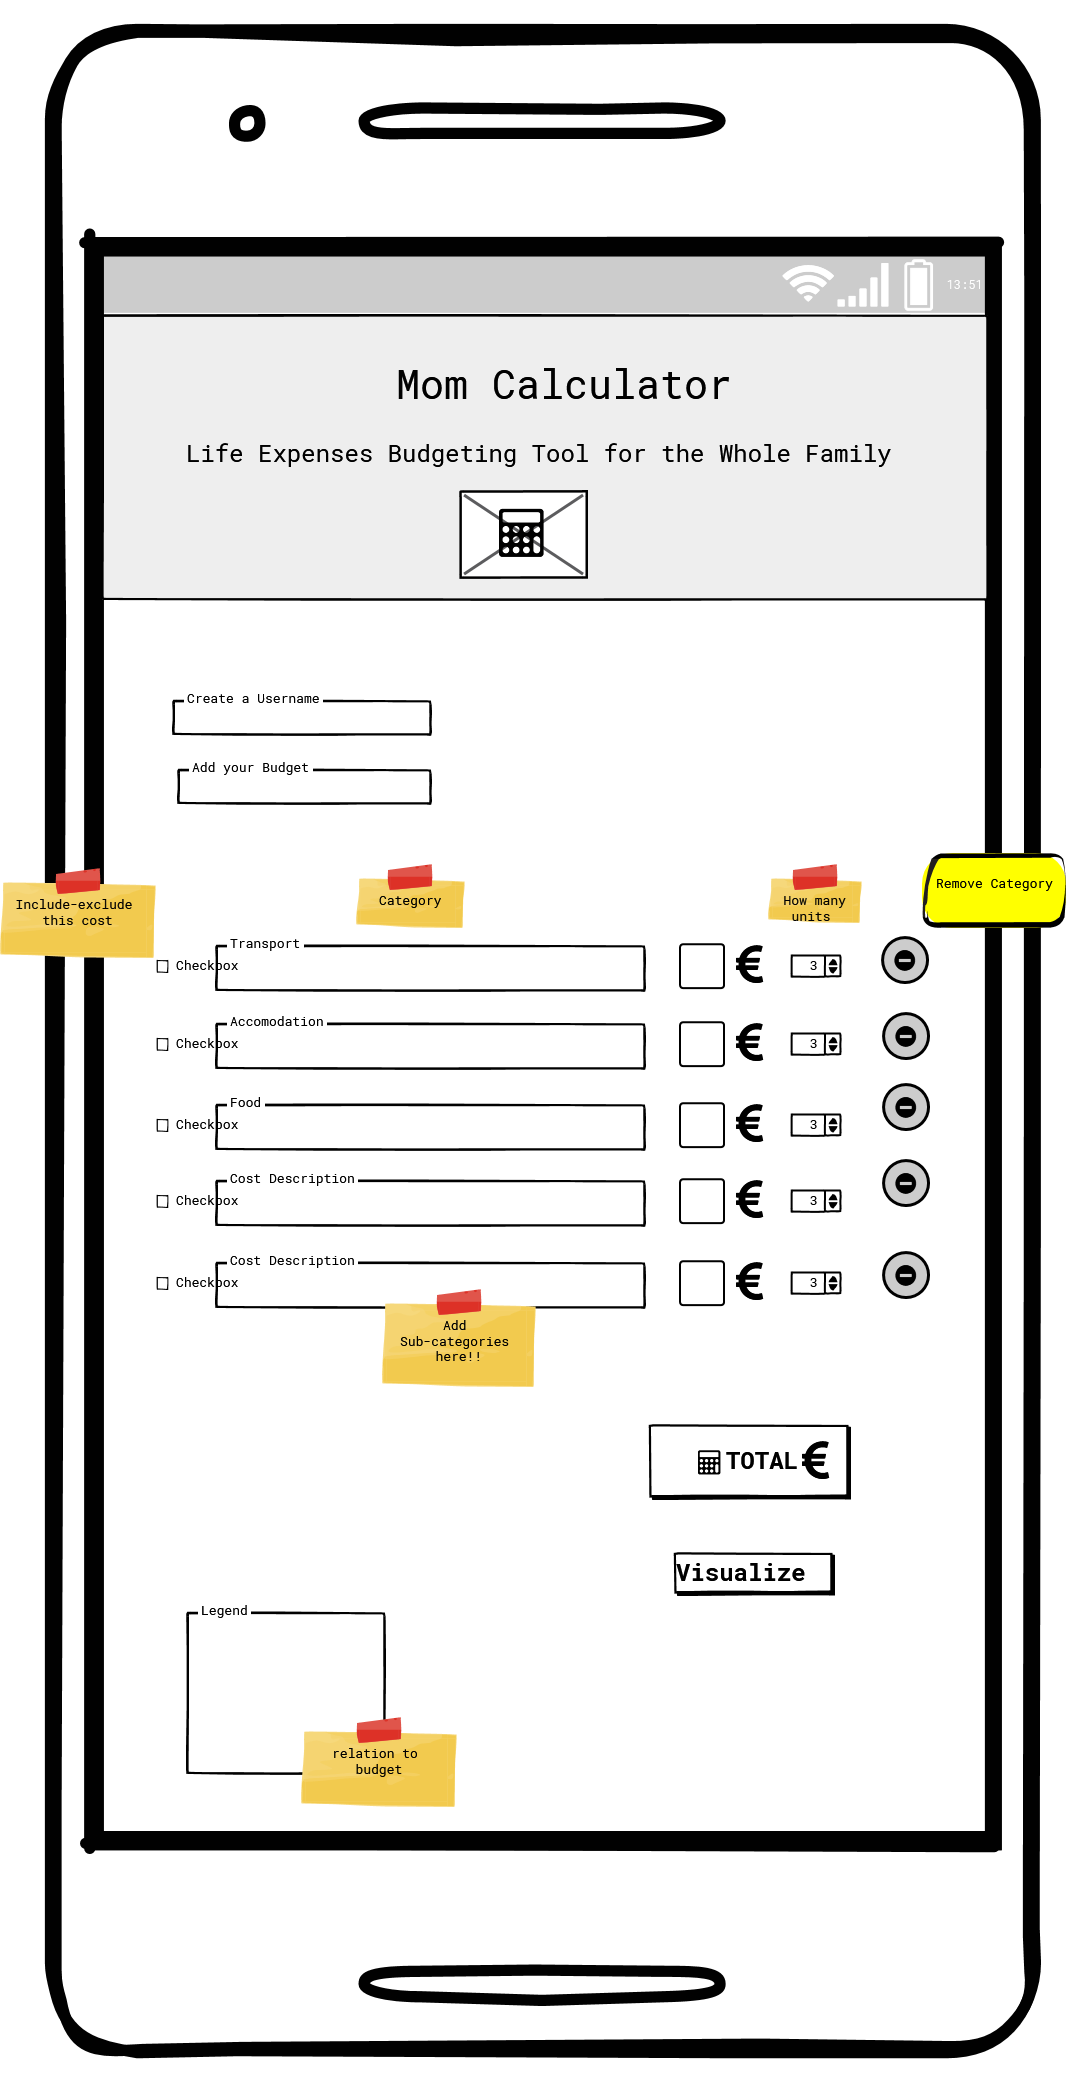 13:51
Mom Calculator
Life Expenses Budgeting Tool for the Whole Family
Create a Username
Add your Budget
Include-exclude
this cost
Category
How many
units
Remove Category
Transport
Checkbox
€
3
Accomodation
Checkbox
€
3
Food
Checkbox
€
3
Cost Description
Checkbox
€
3
Cost Description
Checkbox
€
3
Add
Sub-categories
here!!
TOTAL €
Visualize
Legend
relation to
budget